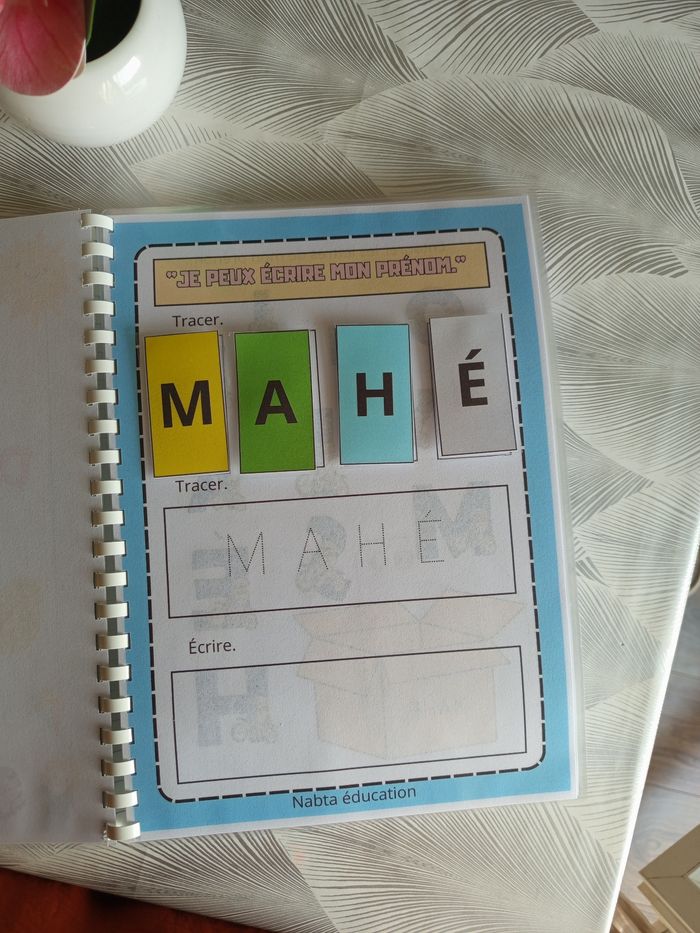 "JE PEUX ÉCRIRE MON PRÉNOM."
Tracer.
M A H É
Tracer.
M A H É
Écrire.
Nabta éducation